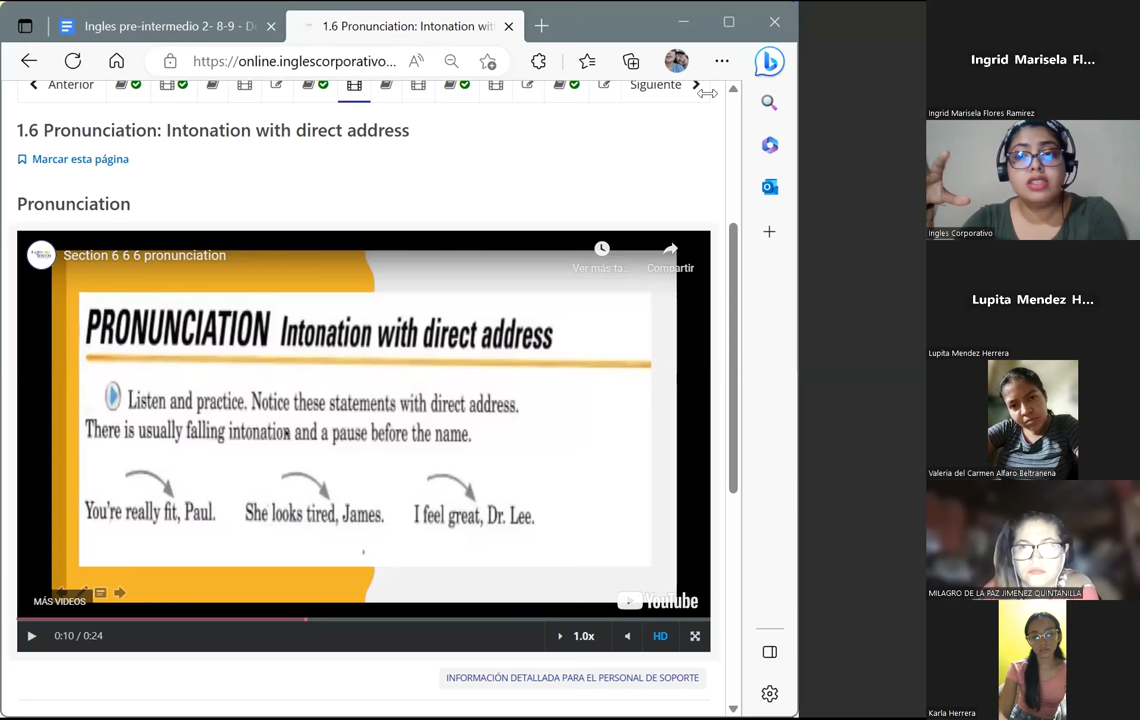 Ingles pre-intermedio 2- 8-9 - D
1.6 Pronunciation: Intonation wit
https://online.inglescorporativo...
Anterior
Siguiente
1.6 Pronunciation: Intonation with direct address
Marcar esta página
Pronunciation
Section 6 6 6 pronunciation
Ver más ta...
Compartir
PRONUNCIATION Intonation with direct address
Listen and practice. Notice these statements with direct address.
There is usually falling intonation and a pause before the name.
You're really fit, Paul. She looks tired, James. I feel great, Dr. Lee.
MÁS VIDEOS
YouTube
0:10 / 0:24
1.0x
HD
INFORMACIÓN DETALLADA PARA EL PERSONAL DE SOPORTE
Ingrid Marisela Fl...
Ingrid Marisela Flores Ramirez
Ingles Corporativo
Lupita Mendez H...
Lupita Mendez Herrera
Valeria del Carmen Alfaro Beltranena
MILAGRO DE LA PAZ JIMENEZ QUINTANILLA
Karla Herrera